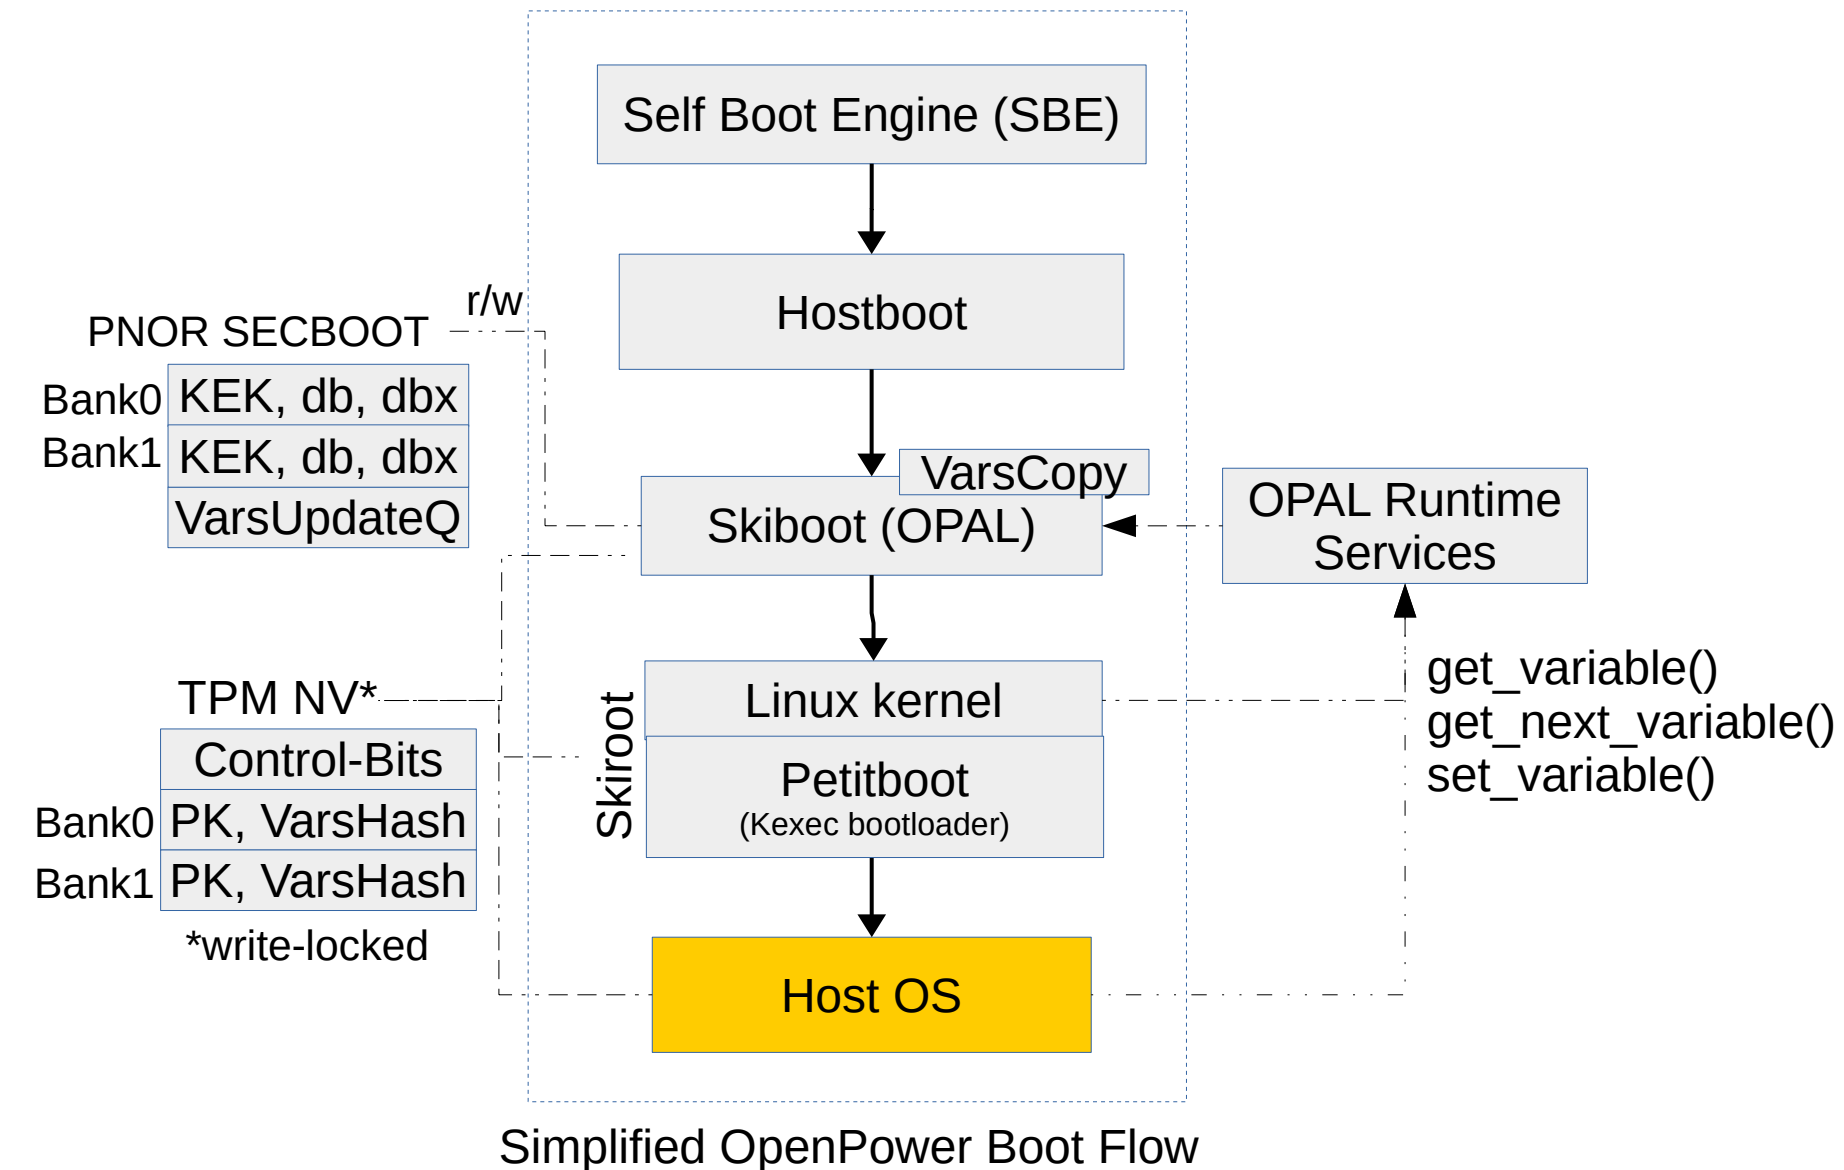 Self Boot Engine (SBE)
Hostboot
r/w
PNOR SECBOOT
Bank0 KEK, db, dbx
Bank1 KEK, db, dbx
VarsUpdateQ
VarsCopy
Skiboot (OPAL)
OPAL Runtime
Services
get_variable()
get_next_variable()
set_variable()
TPM NV*
Control-Bits
Bank0 PK, VarsHash
Bank1 PK, VarsHash
*write-locked
Skiroot
Linux kernel
Petitboot
(Kexec bootloader)
Host OS
Simplified OpenPower Boot Flow